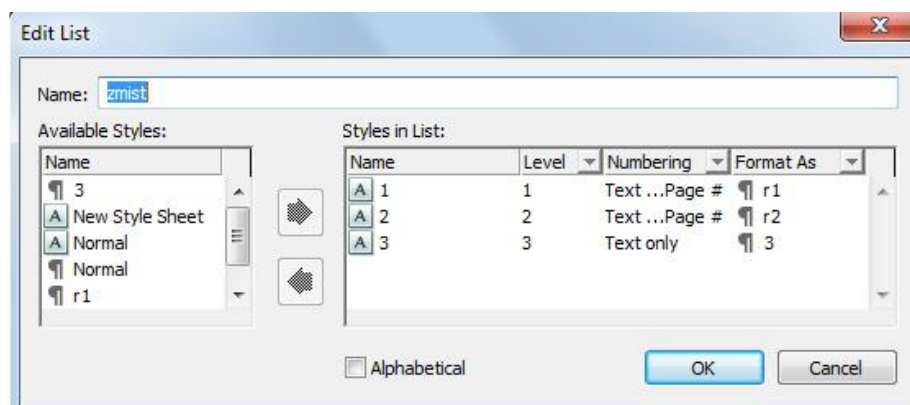 Edit List
Name: zmist
Available Styles:
Name
¶ 3
A New Style Sheet
A Normal
¶ Normal
¶ r1
Styles in List:
Name Level Numbering Format As
A 1 1 Text ...Page # ¶ r1
A 2 2 Text ...Page # ¶ r2
A 3 3 Text only ¶ 3
Alphabetical
OK Cancel